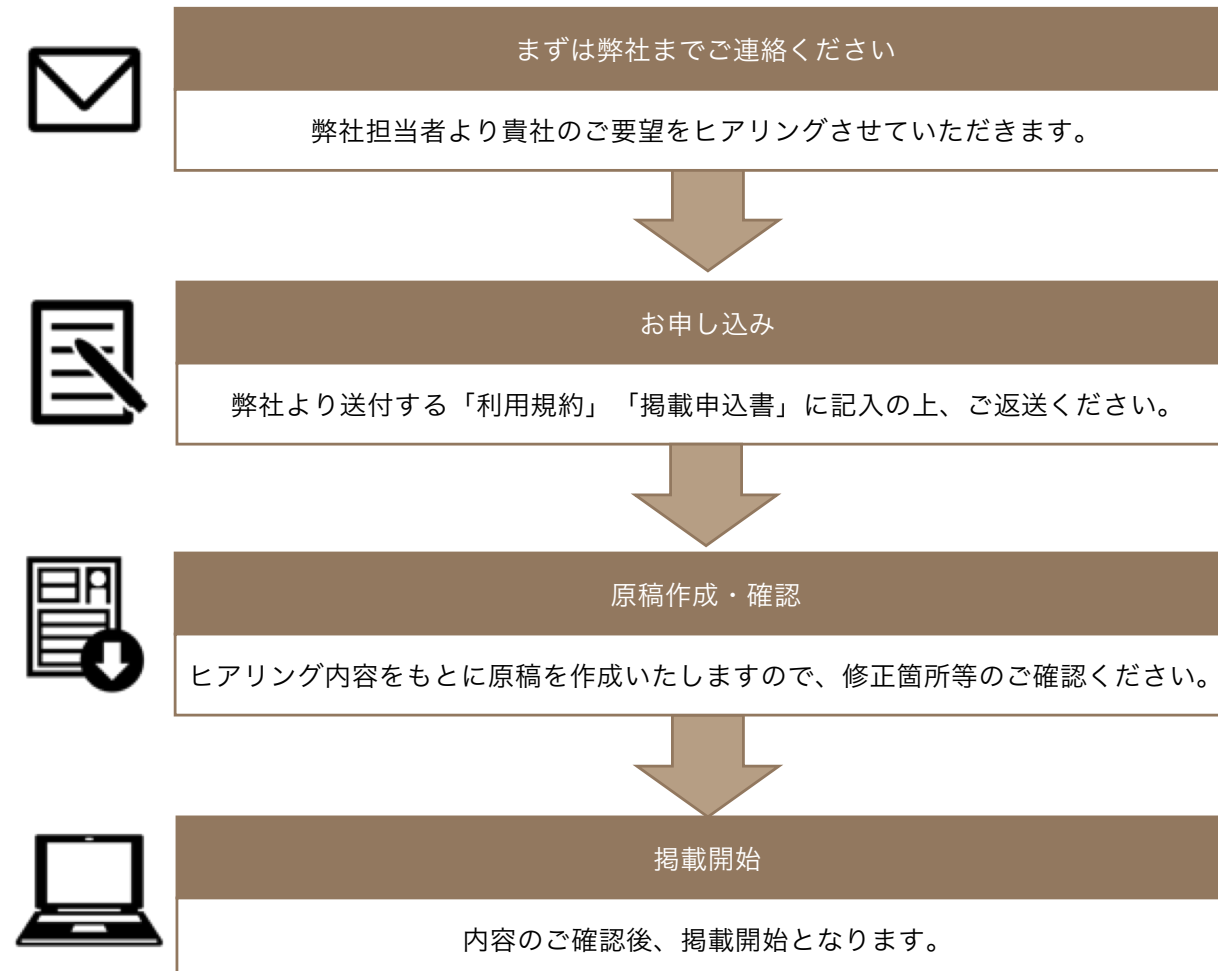 まずは弊社までご連絡ください
弊社担当者より貴社のご要望をヒアリングさせていただきます。
お申し込み
弊社より送付する「利用規約」「掲載申込書」に記入の上、ご返送ください。
原稿作成・確認
ヒアリング内容をもとに原稿を作成いたしますので、修正箇所等のご確認ください。
掲載開始
内容のご確認後、掲載開始となります。